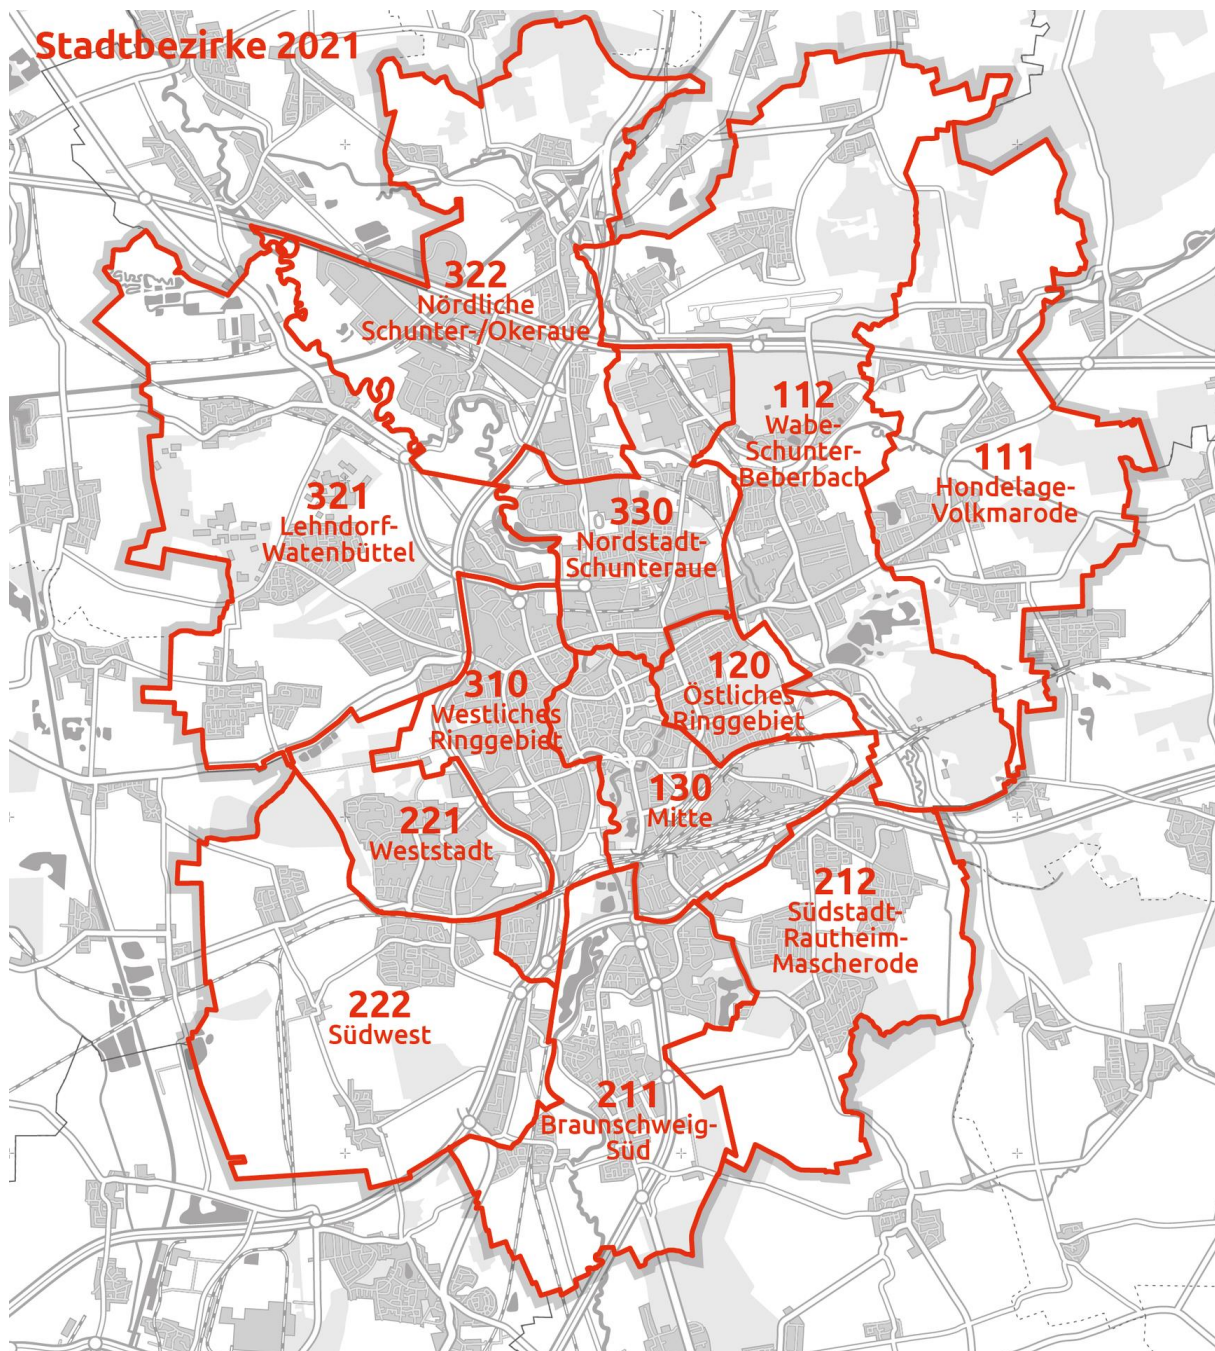 Stadtbezirke 2021
322
Nördliche
Schunter-/Okeraue
112
Wabe-
Schunter-
Beberbach
111
Hondelage-
Volkmarode
321
Lehndorf-
Watenbüttel
330
Nordstadt-
Schunteraue
310
Westliches
Ringgebiet
120
Östliches
Ringgebiet
130
Mitte
221
Weststadt
212
Südstadt-
Rautheim-
Mascherode
222
Südwest
211
Braunschweig-
Süd